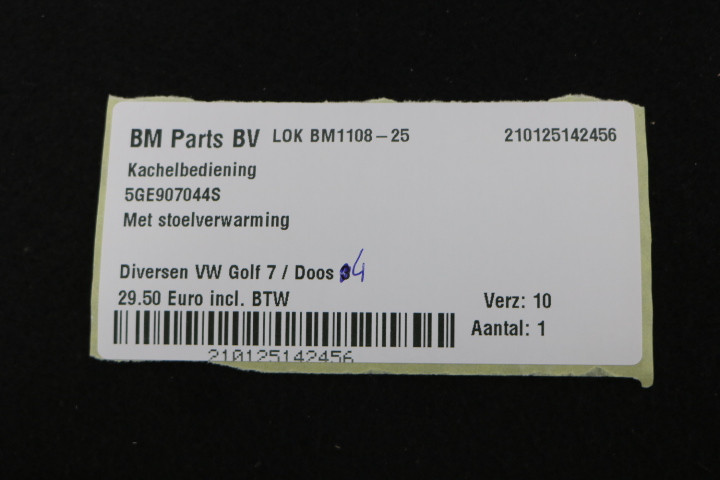 BM Parts BV LOK BM1108-25 210125142456
Kachelbediening
5GE907044S
Met stoelverwarming
Diversen VW Golf 7 / Doos 4
29.50 Euro incl. BTW Verz: 10
Aantal: 1
210125142456